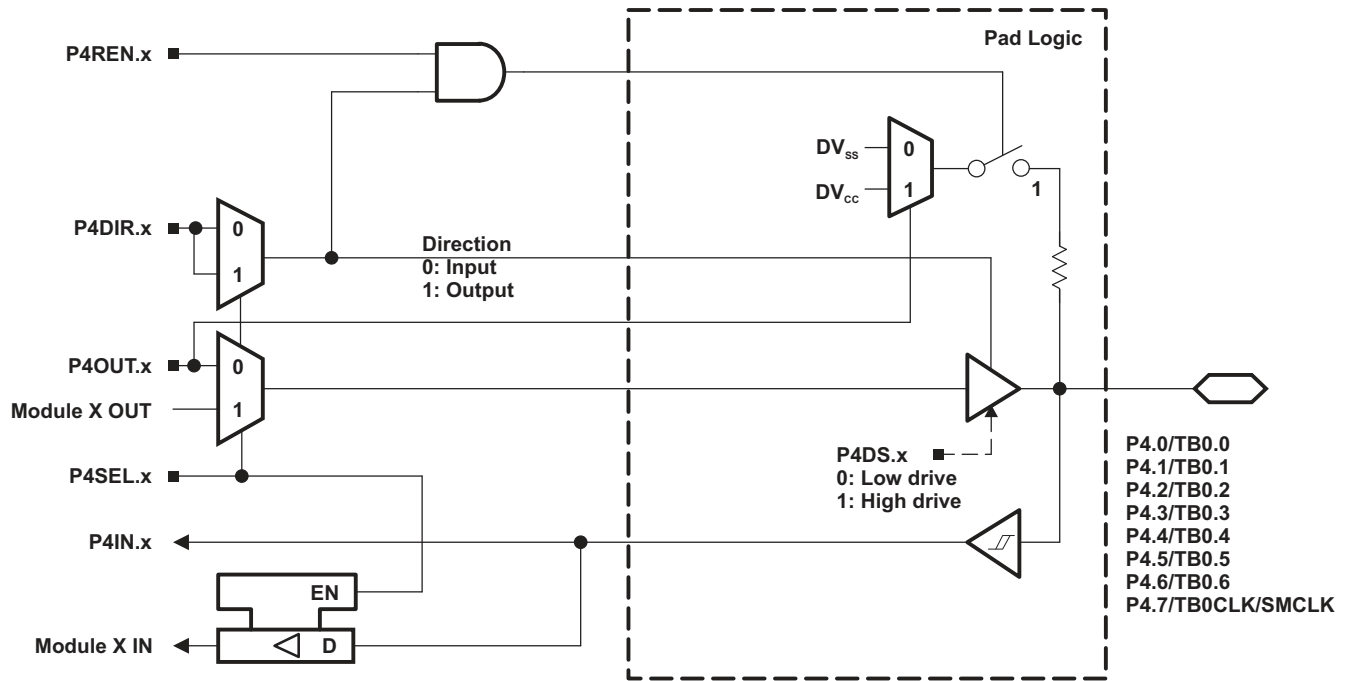 Pad Logic
P4REN.x
DVSS
0
DVCC
1
1
P4DIR.x
0
1
Direction
0: Input
1: Output
P4OUT.x
0
Module X OUT
1
P4DS.x
0: Low drive
1: High drive
P4SEL.x
P4IN.x
EN
Module X IN
D
P4.0/TB0.0
P4.1/TB0.1
P4.2/TB0.2
P4.3/TB0.3
P4.4/TB0.4
P4.5/TB0.5
P4.6/TB0.6
P4.7/TB0CLK/SMCLK